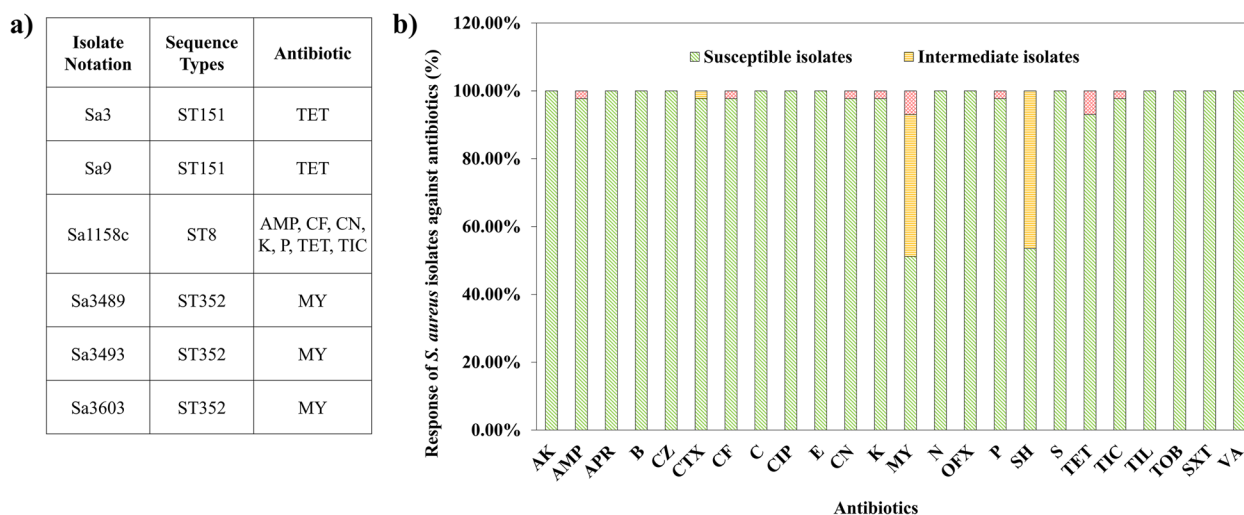 a)
Isolate
Notation
Sequence
Types
Antibiotic
Sa3
ST151
TET
Sa9
ST151
TET
Sa1158c
ST8
AMP, CF, CN,
K, P, TET, TIC
Sa3489
ST352
MY
Sa3493
ST352
MY
Sa3603
ST352
MY
b)
Response of S. aureus isolates against antibiotics (%)
120.00%
100.00%
80.00%
60.00%
40.00%
20.00%
0.00%
Susceptible isolates
Intermediate isolates
AK
AMP
APR
B
CZ
CTX
CF
C
CIP
E
CN
K
MY
N
OFX
P
SH
S
TET
TIC
TIL
TOB
SXT
VA
Antibiotics